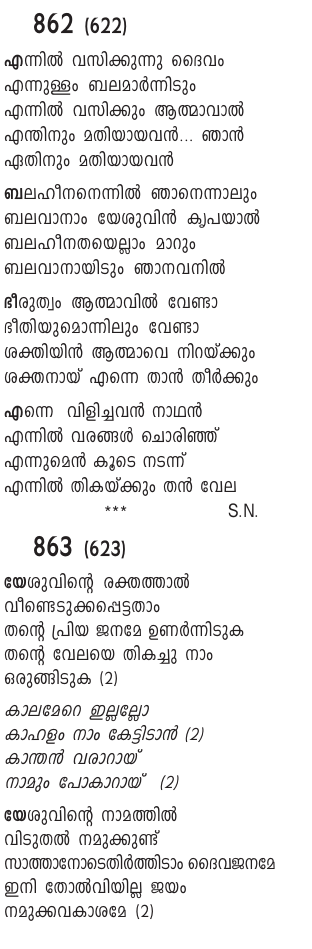 862 (622)
എന്നിൽ വസിക്കുന്നു ദൈവം
എന്നുള്ളം ബലമാർന്നിടും
എന്നിൽ വസിക്കും ആത്മാവാൽ
എന്തിനും മതിയായവൻ... ഞാൻ
ഏതിനും മതിയായവൻ
ബലഹീനനെന്നിൽ ഞാനെന്നാലും
ബലവാനാം യേശുവിൻ കൃപയാൽ
ബലഹീനതയെല്ലാം മാറും
ബലവാനായിടും ഞാനവനിൽ
ഭീരുത്വം ആത്മാവിൽ വേണ്ടാ
ഭീതിയുമൊന്നിലും വേണ്ടാ
ശക്തിയിൻ ആത്മാവെ നിറയ്ക്കും
ശക്തനായ് എന്നെ താൻ തീർക്കും
എന്നെ വിളിച്ചവൻ നാഥൻ
എന്നിൽ വരങ്ങൾ ചൊരിഞ്ഞ്
എന്നുമെൻ കൂടെ നടന്ന്
എന്നിൽ തികയ്ക്കും തൻ വേല
*** S.N.
863 (623)
യേശുവിന്റെ രക്തത്താൽ
വീണ്ടെടുക്കപ്പെട്ടതാം
തന്റെ പ്രിയ ജനമേ ഉണർന്നിടുക
തന്റെ വേലയെ തികച്ചു നാം
ഒരുങ്ങിടുക (2)
കാലമേറെ ഇല്ലല്ലോ
കാഹളം നാം കേട്ടിടാൻ (2)
കാന്തൻ വരാറായ്
നാമും പോകാറായ് (2)
യേശുവിന്റെ നാമത്തിൽ
വിടുതൽ നമുക്കുണ്ട്
സാത്താനോടെതിർത്തിടാം ദൈവജനമേ
ഇനി തോൽവിയില്ല ജയം
നമുക്കവകാശമേ (2)